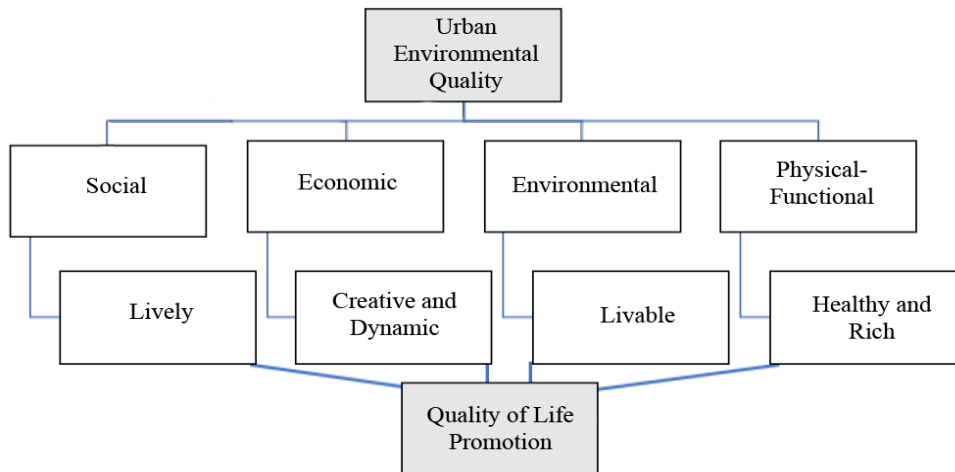 Urban
Environmental
Quality
Social
Economic
Environmental
Physical-
Functional
Lively
Creative and
Dynamic
Livable
Healthy and
Rich
Quality of Life
Promotion